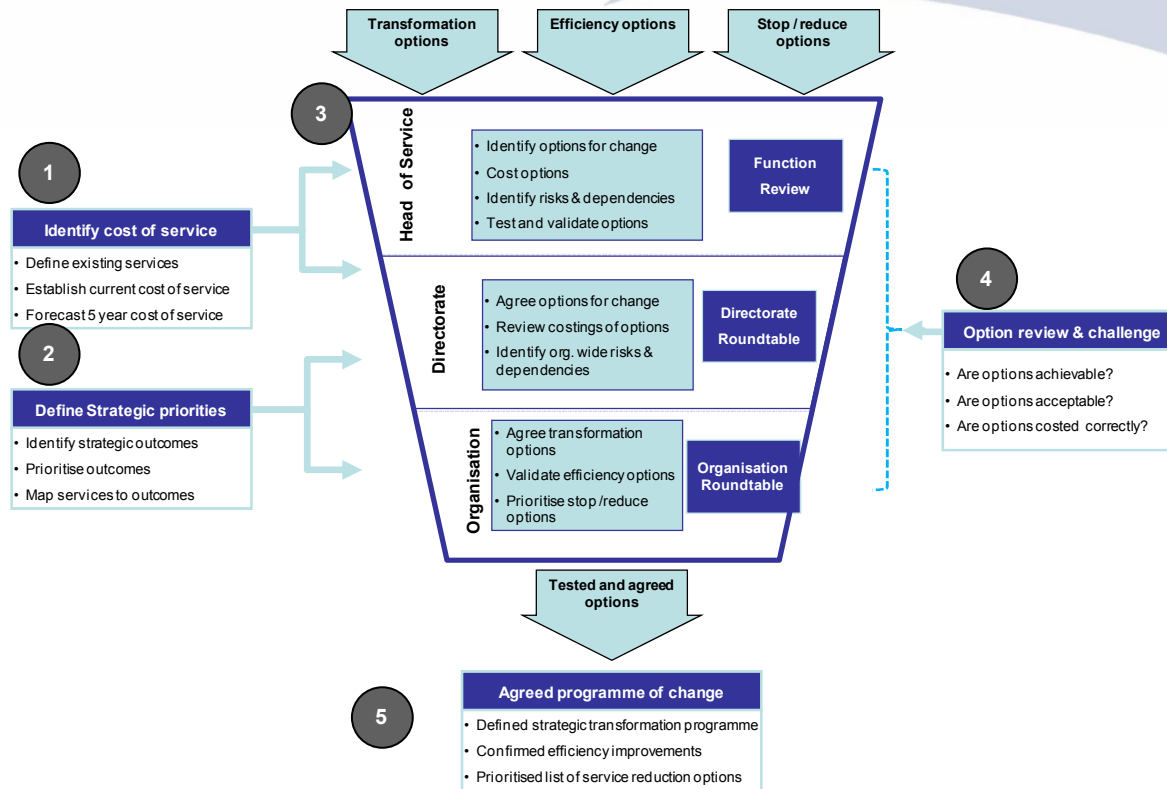 Transformation
options
Efficiency options
Stop / reduce
options
3
Head of Service
• Identify options for change
• Cost options
• Identify risks & dependencies
• Test and validate options
Function
Review
1
Identify cost of service
• Define existing services
• Establish current cost of service
• Forecast 5 year cost of service
2
Define Strategic priorities
• Identify strategic outcomes
• Prioritise outcomes
• Map services to outcomes
Directorate
• Agree options for change
• Review costings of options
• Identify org. wide risks &
dependencies
Directorate
Roundtable
4
Option review & challenge
• Are options achievable?
• Are options acceptable?
• Are options costed correctly?
Organisation
• Agree transformation
options
• Validate efficiency options
• Prioritise stop /reduce
options
Organisation
Roundtable
Tested and agreed
options
5
Agreed programme of change
• Defined strategic transformation programme
• Confirmed efficiency improvements
• Prioritised list of service reduction options